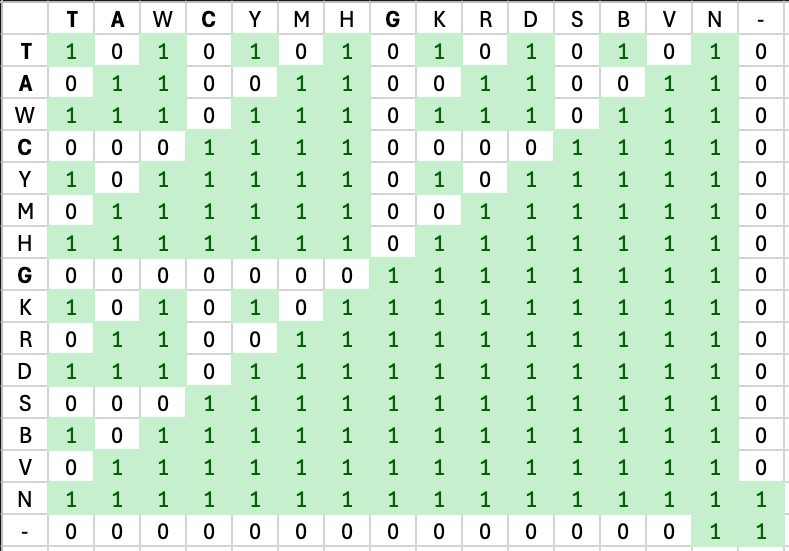 T A W C Y M H G K R D S B V N -
T 1 0 1 0 1 0 1 0 1 0 1 0 1 0 1 0
A 0 1 1 0 0 1 1 0 0 1 1 0 0 1 1 0
W 1 1 1 0 1 1 1 0 1 1 1 0 1 1 1 0
C 0 0 0 1 1 1 1 0 0 0 0 1 1 1 1 0
Y 1 0 1 1 1 1 1 0 1 0 1 1 1 1 1 0
M 0 1 1 1 1 1 1 0 0 1 1 1 1 1 1 0
H 1 1 1 1 1 1 1 0 1 1 1 1 1 1 1 0
G 0 0 0 0 0 0 0 1 1 1 1 1 1 1 1 0
K 1 0 1 0 1 0 1 1 1 1 1 1 1 1 1 0
R 0 1 1 0 0 1 1 1 1 1 1 1 1 1 1 0
D 1 1 1 0 1 1 1 1 1 1 1 1 1 1 1 0
S 0 0 0 1 1 1 1 1 1 1 1 1 1 1 1 0
B 1 0 1 1 1 1 1 1 1 1 1 1 1 1 1 0
V 0 1 1 1 1 1 1 1 1 1 1 1 1 1 1 0
N 1 1 1 1 1 1 1 1 1 1 1 1 1 1 1 1
- 0 0 0 0 0 0 0 0 0 0 0 0 0 0 1 1